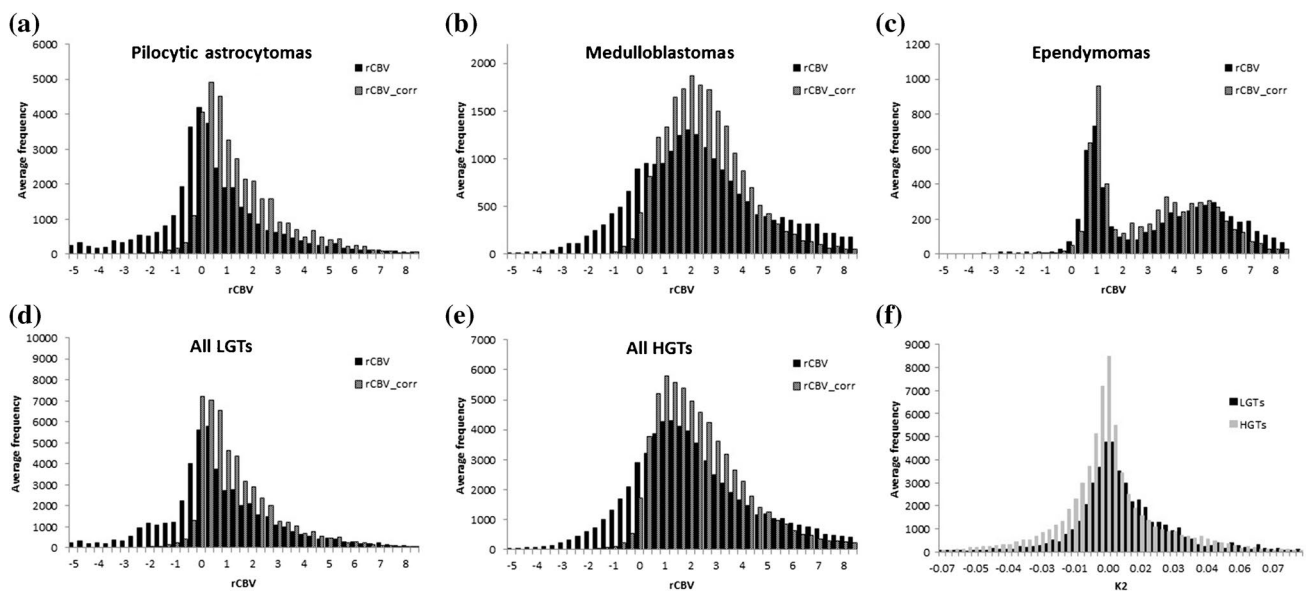 (a)
Pilocytic astrocytomas
6000
5000
4000
3000
2000
1000
0
Average frequency
rCBV
rCBV_corr
-5 -4 -3 -2 -1 0 1 2 3 4 5 6 7 8
rCBV
(b)
Medulloblastomas
2000
1500
1000
500
0
Average frequency
rCBV
rCBV_corr
-5 -4 -3 -2 -1 0 1 2 3 4 5 6 7 8
rCBV
(c)
Ependymomas
1200
1000
800
600
400
200
0
Average frequency
rCBV
rCBV_corr
-5 -4 -3 -2 -1 0 1 2 3 4 5 6 7 8
rCBV
(d)
All LGTs
10000
9000
8000
7000
6000
5000
4000
3000
2000
1000
0
Average frequency
rCBV
rCBV_corr
-5 -4 -3 -2 -1 0 1 2 3 4 5 6 7 8
rCBV
(e)
All HGTs
7000
6000
5000
4000
3000
2000
1000
0
Average frequency
rCBV
rCBV_corr
-5 -4 -3 -2 -1 0 1 2 3 4 5 6 7 8
rCBV
(f)
9000
8000
7000
6000
5000
4000
3000
2000
1000
0
Average frequency
LGTs
HGTs
-0.07 -0.05 -0.04 -0.03 -0.01 0.00 0.01 0.03 0.04 0.06 0.07
K2